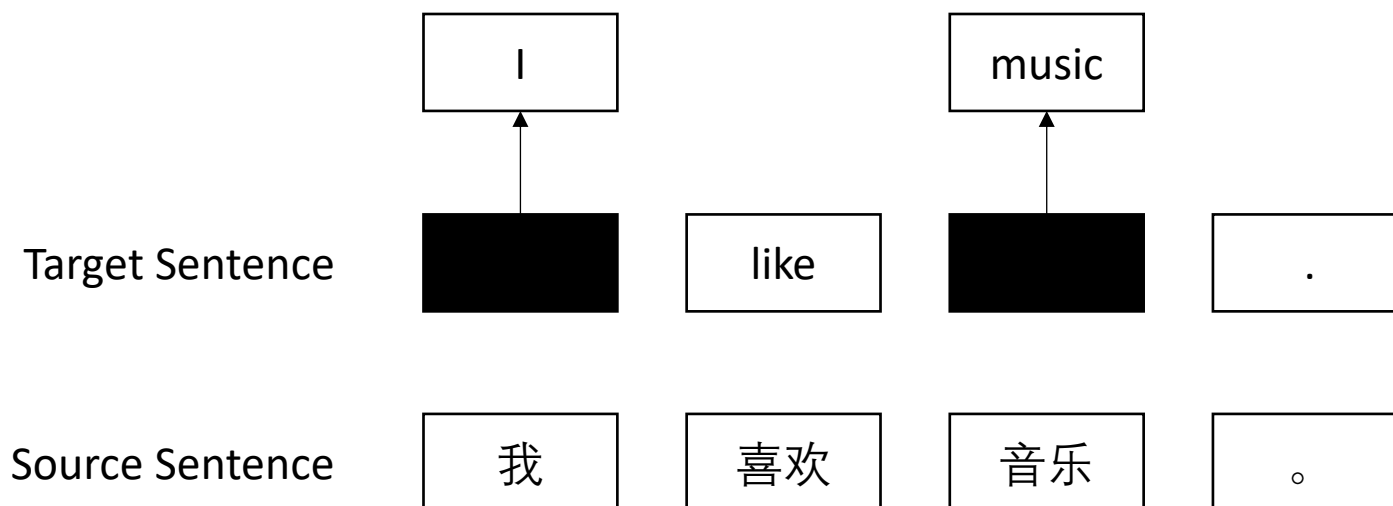 I music
Target Sentence like .
Source Sentence 我 喜欢 音乐 。